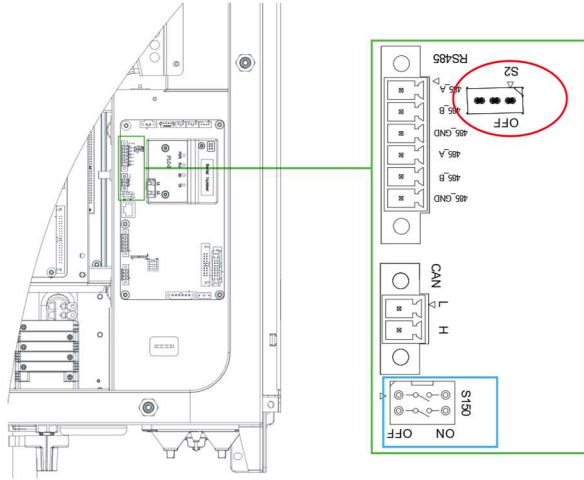 RS485
S2
485_A
485_B
OFF
485_GND
485_A
485_B
485_GND
CAN
L
H
S150
OFF ON